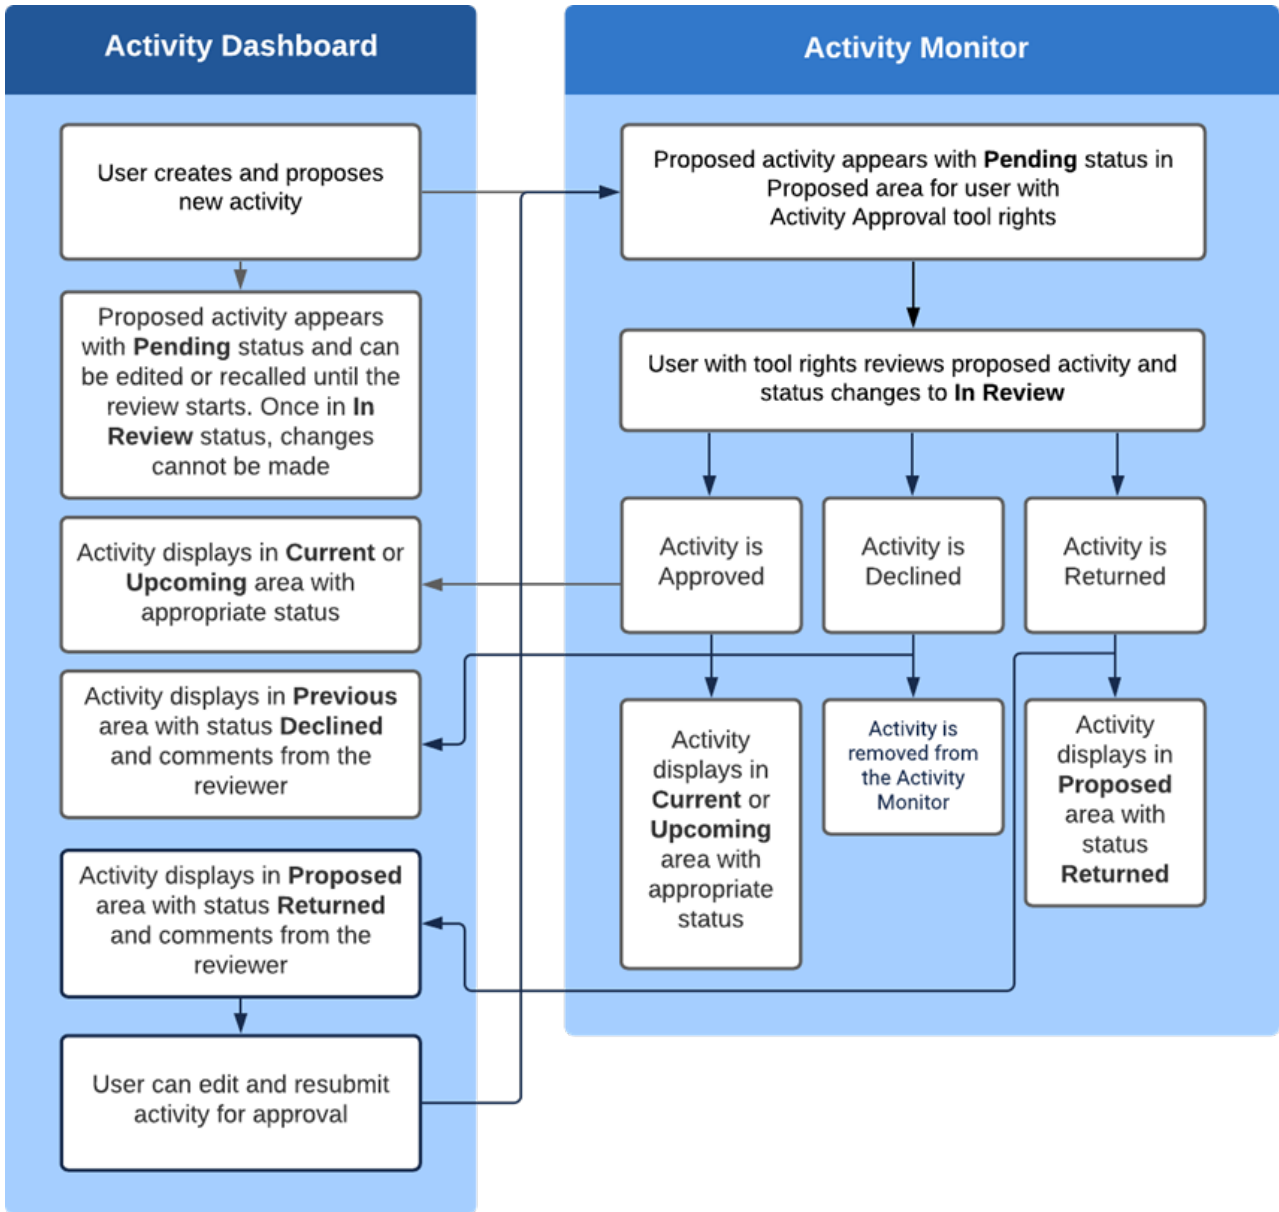 Activity Dashboard
User creates and proposes
new activity
Proposed activity appears
with Pending status and can
be edited or recalled until the
review starts. Once in In
Review status, changes
cannot be made
Activity displays in Current or
Upcoming area with
appropriate status
Activity displays in Previous
area with status Declined
and comments from the
reviewer
Activity displays in Proposed
area with status Returned
and comments from the
reviewer
User can edit and resubmit
activity for approval
Activity Monitor
Proposed activity appears with Pending status in
Proposed area for user with
Activity Approval tool rights
User with tool rights reviews proposed activity and
status changes to In Review
Activity is
Approved
Activity is
Declined
Activity is
Returned
Activity
displays in
Current or
Upcoming
area with
appropriate
status
Activity is
removed from
the Activity
Monitor
Activity
displays in
Proposed
area with
status
Returned